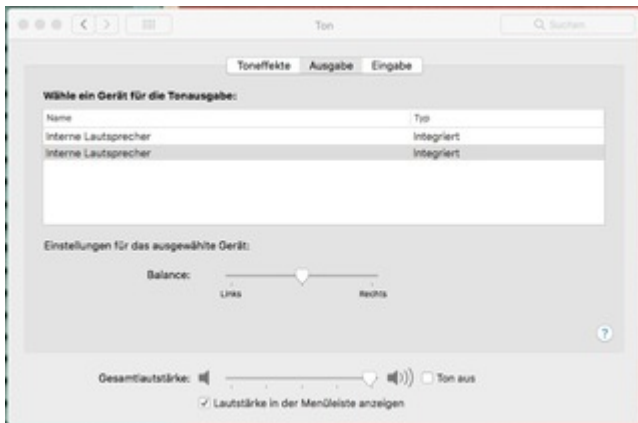 Ton
Suchen
Toneffekte Ausgabe Eingabe
Wähle ein Gerät für die Tonausgabe:
Name Typ
Interne Lautsprecher Integriert
Interne Lautsprecher Integriert
Einstellungen für das ausgewählte Gerät:
Balance:
Links Rechts
?
Gesamtlautstärke: Ton aus
Lautstärke in der Menüleiste anzeigen